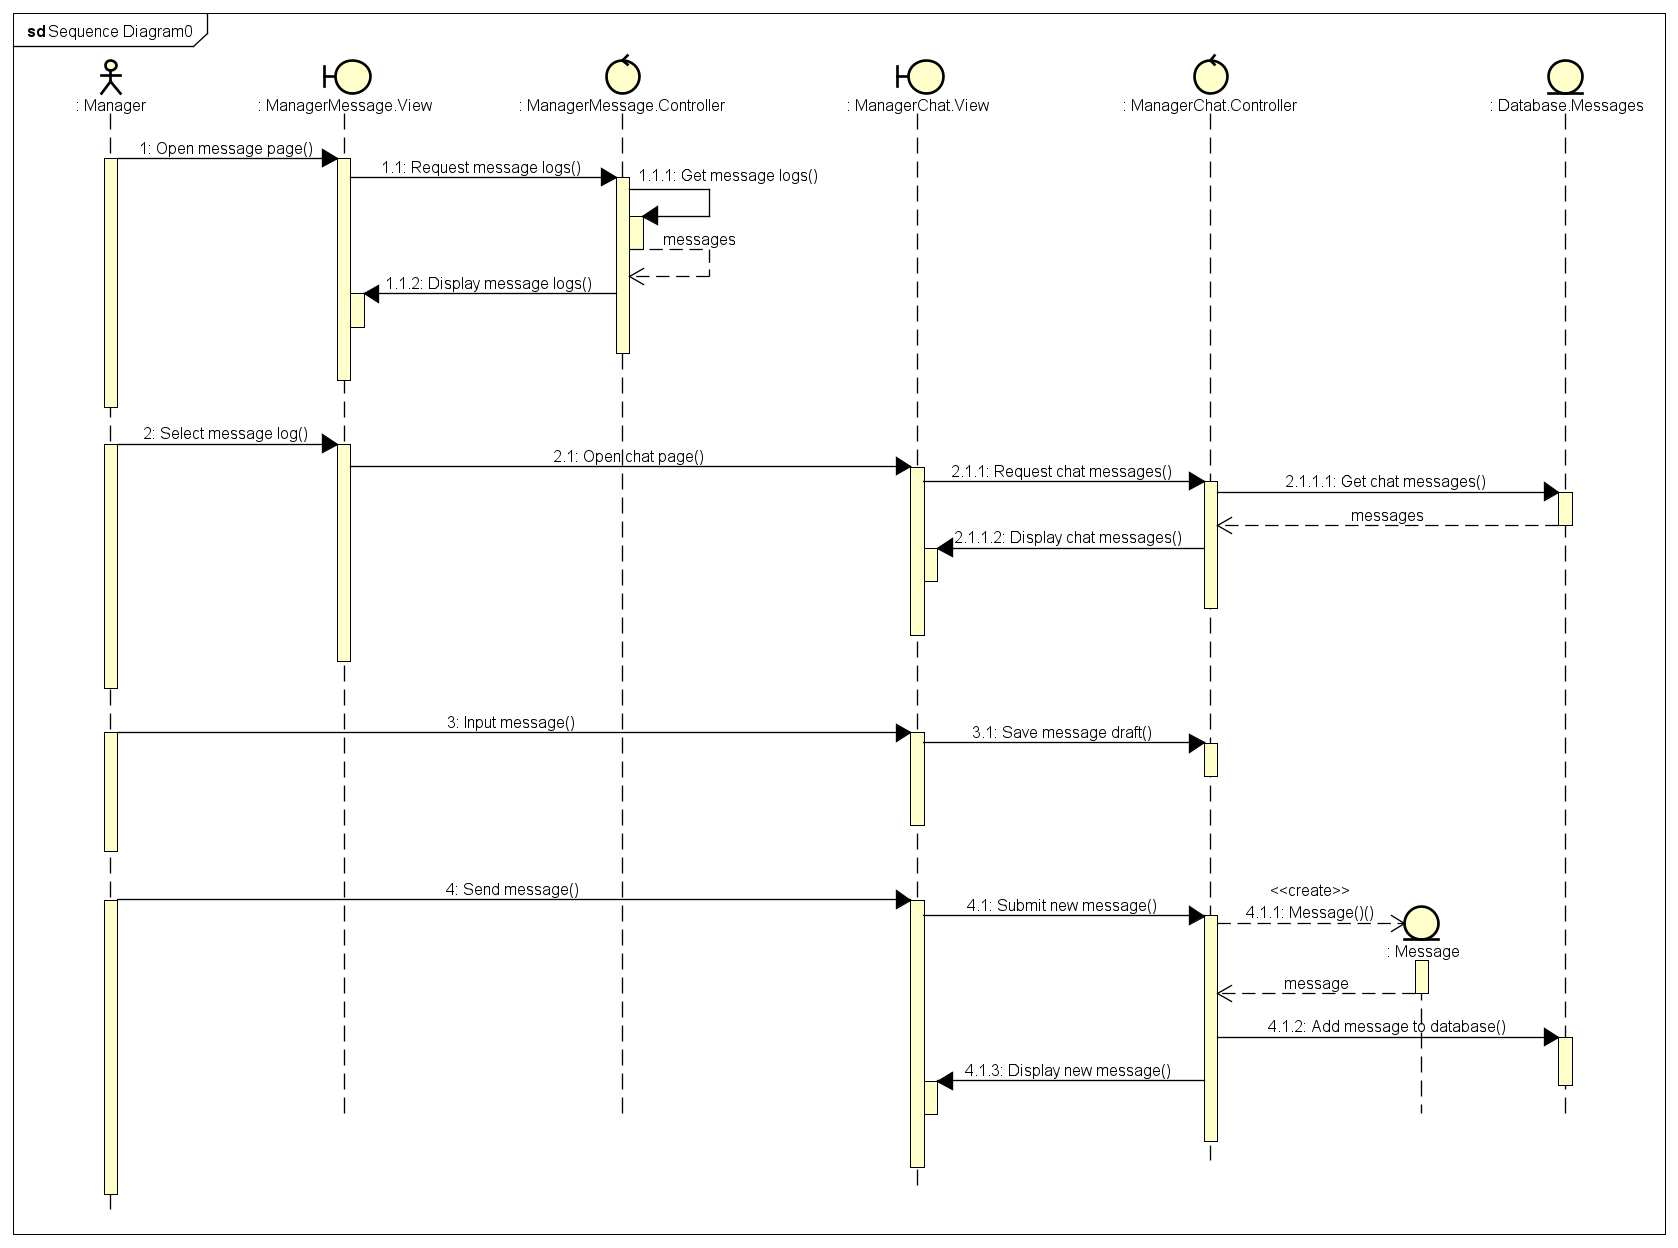 sd Sequence Diagram0
: Manager
: ManagerMessage.View
: ManagerMessage.Controller
: ManagerChat.View
: ManagerChat.Controller
: Database.Messages
1: Open message page()
1.1: Request message logs()
1.1.1: Get message logs()
messages
1.1.2: Display message logs()
2: Select message log()
2.1: Open chat page()
2.1.1: Request chat messages()
2.1.1.1: Get chat messages()
messages
2.1.1.2: Display chat messages()
3: Input message()
3.1: Save message draft()
4: Send message()
4.1: Submit new message()
<<create>>
4.1.1: Message()()
: Message
message
4.1.2: Add message to database()
4.1.3: Display new message()